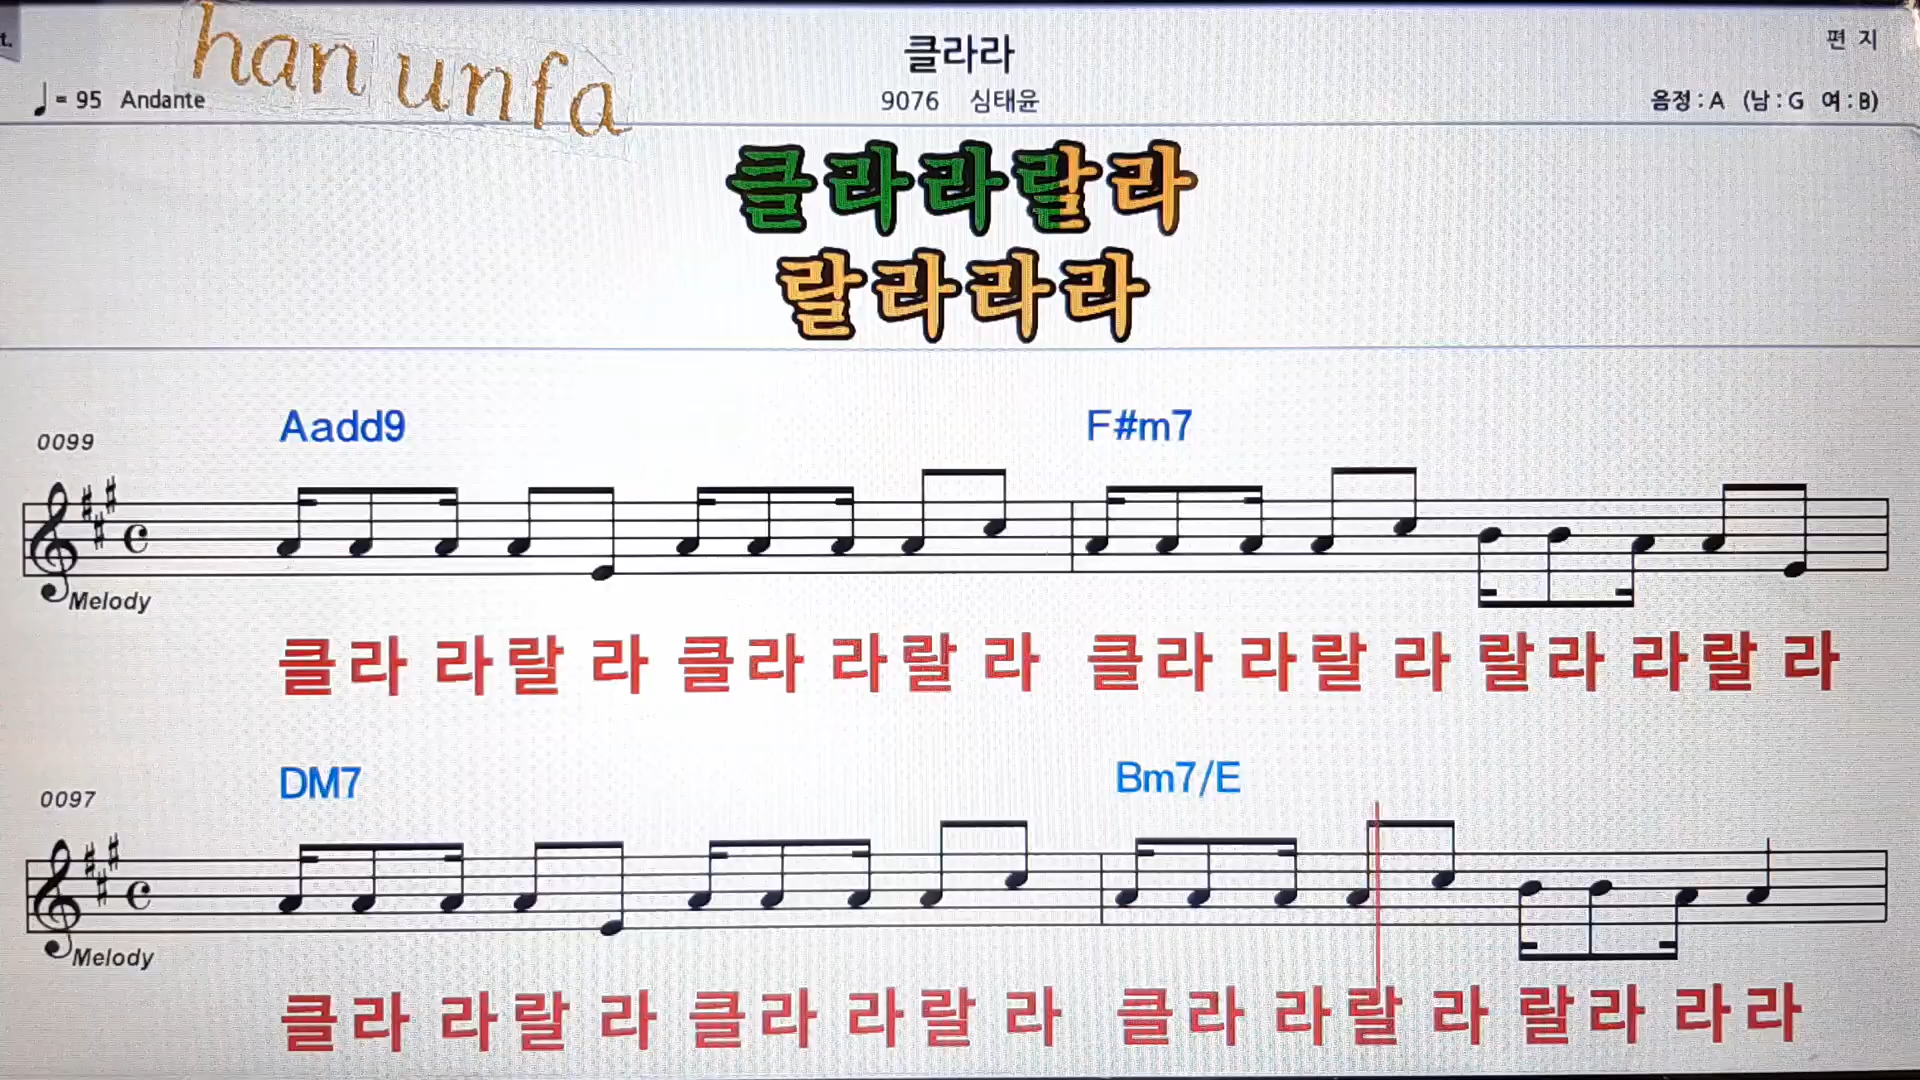 t.
han unfa
클라라
편 지
♩= 95 Andante
9076 심태윤
음정 : A (남 : G 여 : B)
클라라랄라
랄라라라
Aadd9 F#m7
0099
Melody
클라 라랄 라 클라 라랄 라 클라 라랄 라 랄라 라랄 라
DM7 Bm7/E
0097
Melody
클라 라랄 라 클라 라랄 라 클라 라랄 라 랄라 라라